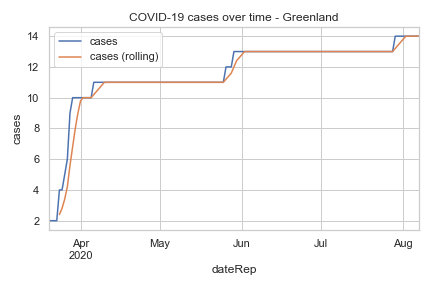 COVID-19 cases over time - Greenland
cases
cases (rolling)
14
12
10
8
6
4
2
cases
Apr
2020
May
Jun
Jul
Aug
dateRep